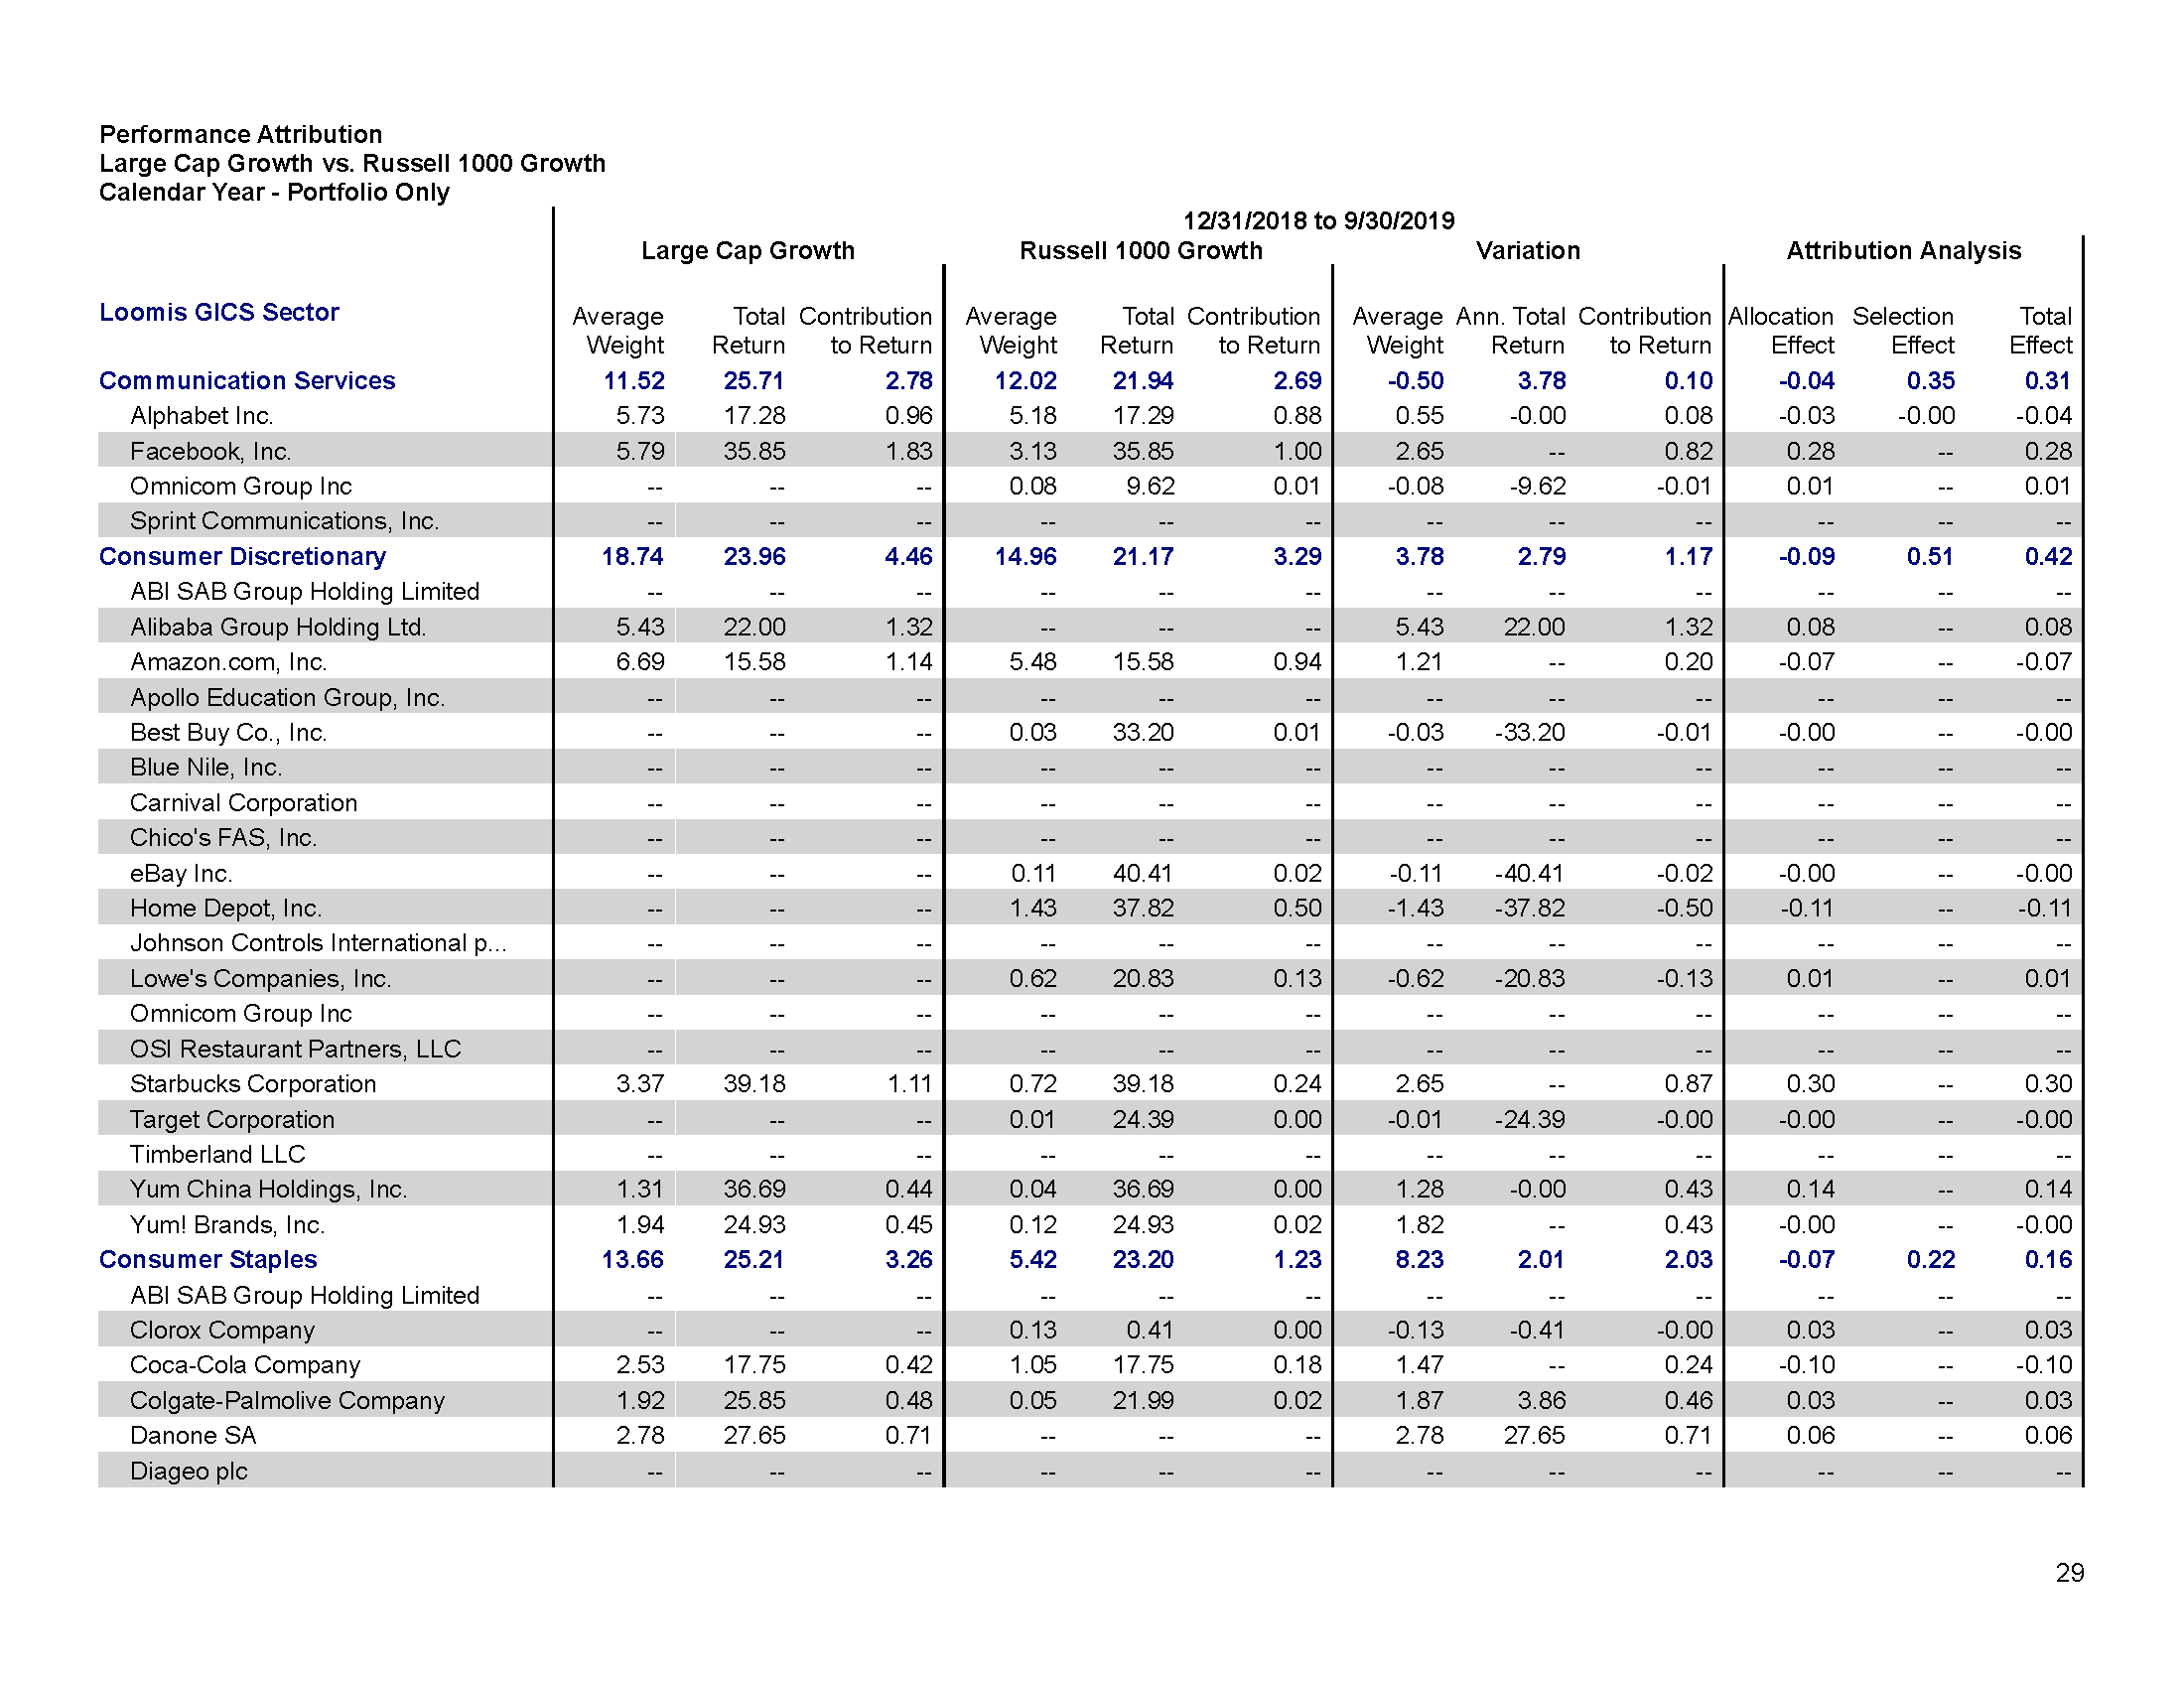 Performance Attribution
Large Cap Growth vs. Russell 1000 Growth
Calendar Year - Portfolio Only
12/31/2018 to 9/30/2019
Large Cap Growth Russell 1000 Growth Variation Attribution Analysis
Loomis GICS Sector Average Total Contribution Average Total Contribution Average Ann. Total Contribution Allocation Selection Total
Weight Return to Return Weight Return to Return Weight Return to Return Effect Effect Effect
Communication Services 11.52 25.71 2.78 12.02 21.94 2.69 -0.50 3.78 0.10 -0.04 0.35 0.31
Alphabet Inc. 5.73 17.28 0.96 5.18 17.29 0.88 0.55 -0.00 0.08 -0.03 -0.00 -0.04
Facebook, Inc. 5.79 35.85 1.83 3.13 35.85 1.00 2.65 -- 0.82 0.28 -- 0.28
Omnicom Group Inc -- -- -- 0.08 9.62 0.01 -0.08 -9.62 -0.01 0.01 -- 0.01
Sprint Communications, Inc. -- -- -- -- -- -- -- -- -- -- -- --
Consumer Discretionary 18.74 23.96 4.46 14.96 21.17 3.29 3.78 2.79 1.17 -0.09 0.51 0.42
ABI SAB Group Holding Limited -- -- -- -- -- -- -- -- -- -- -- --
Alibaba Group Holding Ltd. 5.43 22.00 1.32 -- -- -- 5.43 22.00 1.32 0.08 -- 0.08
Amazon.com, Inc. 6.69 15.58 1.14 5.48 15.58 0.94 1.21 -- 0.20 -0.07 -- -0.07
Apollo Education Group, Inc. -- -- -- -- -- -- -- -- -- -- -- --
Best Buy Co., Inc. -- -- -- 0.03 33.20 0.01 -0.03 -33.20 -0.01 -0.00 -- -0.00
Blue Nile, Inc. -- -- -- -- -- -- -- -- -- -- -- --
Carnival Corporation -- -- -- -- -- -- -- -- -- -- -- --
Chico's FAS, Inc. -- -- -- -- -- -- -- -- -- -- -- --
eBay Inc. -- -- -- 0.11 40.41 0.02 -0.11 -40.41 -0.02 -0.00 -- -0.00
Home Depot, Inc. -- -- -- 1.43 37.82 0.50 -1.43 -37.82 -0.50 -0.11 -- -0.11
Johnson Controls International p... -- -- -- -- -- -- -- -- -- -- -- --
Lowe's Companies, Inc. -- -- -- 0.62 20.83 0.13 -0.62 -20.83 -0.13 0.01 -- 0.01
Omnicom Group Inc -- -- -- -- -- -- -- -- -- -- -- --
OSI Restaurant Partners, LLC -- -- -- -- -- -- -- -- -- -- -- --
Starbucks Corporation 3.37 39.18 1.11 0.72 39.18 0.24 2.65 -- 0.87 0.30 -- 0.30
Target Corporation -- -- -- 0.01 24.39 0.00 -0.01 -24.39 -0.00 -0.00 -- -0.00
Timberland LLC -- -- -- -- -- -- -- -- -- -- -- --
Yum China Holdings, Inc. 1.31 36.69 0.44 0.04 36.69 0.00 1.28 -0.00 0.43 0.14 -- 0.14
Yum! Brands, Inc. 1.94 24.93 0.45 0.12 24.93 0.02 1.82 -- 0.43 -0.00 -- -0.00
Consumer Staples 13.66 25.21 3.26 5.42 23.20 1.23 8.23 2.01 2.03 -0.07 0.22 0.16
ABI SAB Group Holding Limited -- -- -- -- -- -- -- -- -- -- -- --
Clorox Company -- -- -- 0.13 0.41 0.00 -0.13 -0.41 -0.00 0.03 -- 0.03
Coca-Cola Company 2.53 17.75 0.42 1.05 17.75 0.18 1.47 -- 0.24 -0.10 -- -0.10
Colgate-Palmolive Company 1.92 25.85 0.48 0.05 21.99 0.02 1.87 3.86 0.46 0.03 -- 0.03
Danone SA 2.78 27.65 0.71 -- -- -- 2.78 27.65 0.71 0.06 -- 0.06
Diageo plc -- -- -- -- -- -- -- -- -- -- -- --
29